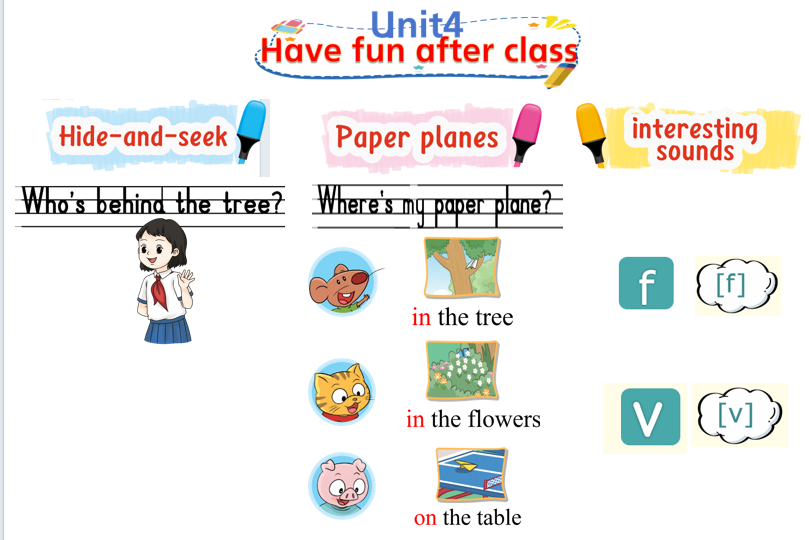 Unit4
Have fun after class
Hide-and-seek
Paper planes
interesting
sounds
Who's behind the tree?
Where's my paper plane?
in the tree
in the flowers
on the table
f
[f]
V
[v]